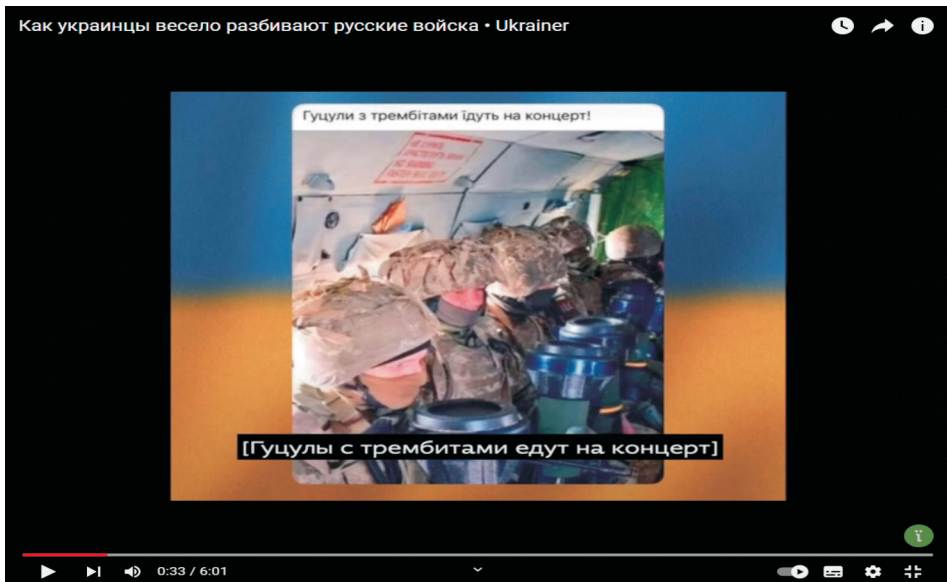 Как украинцы весело разбивают русские войска • Ukraïner
Гуцули з трембітами їдуть на концерт!
[Гуцулы с трембитами едут на концерт]
ï
0:33 / 6:01